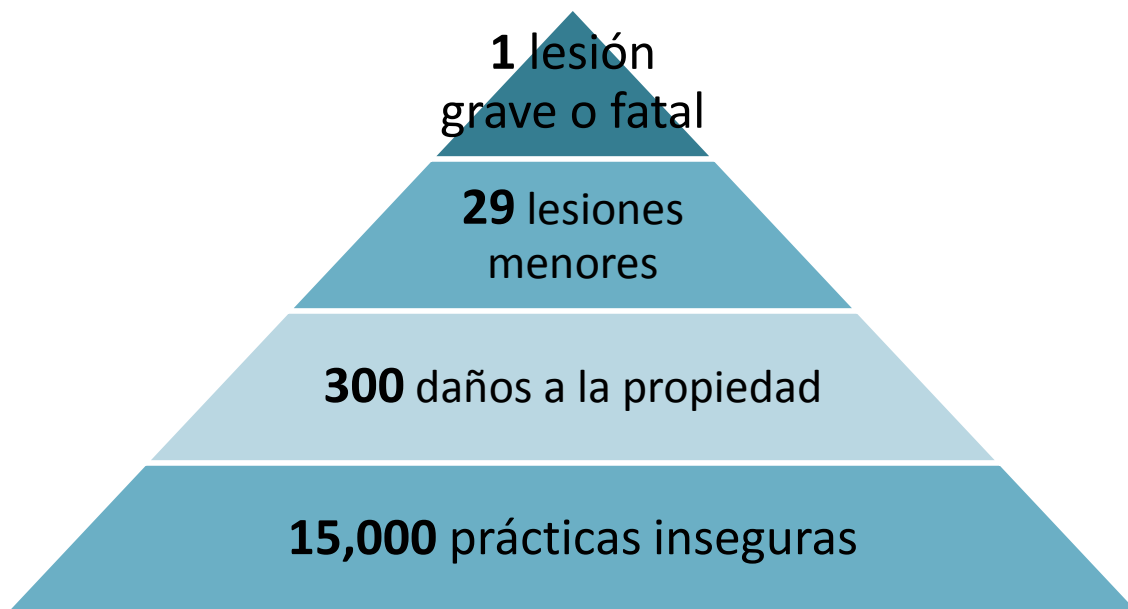 1 lesión
grave o fatal
29 lesiones
menores
300 daños a la propiedad
15,000 prácticas inseguras